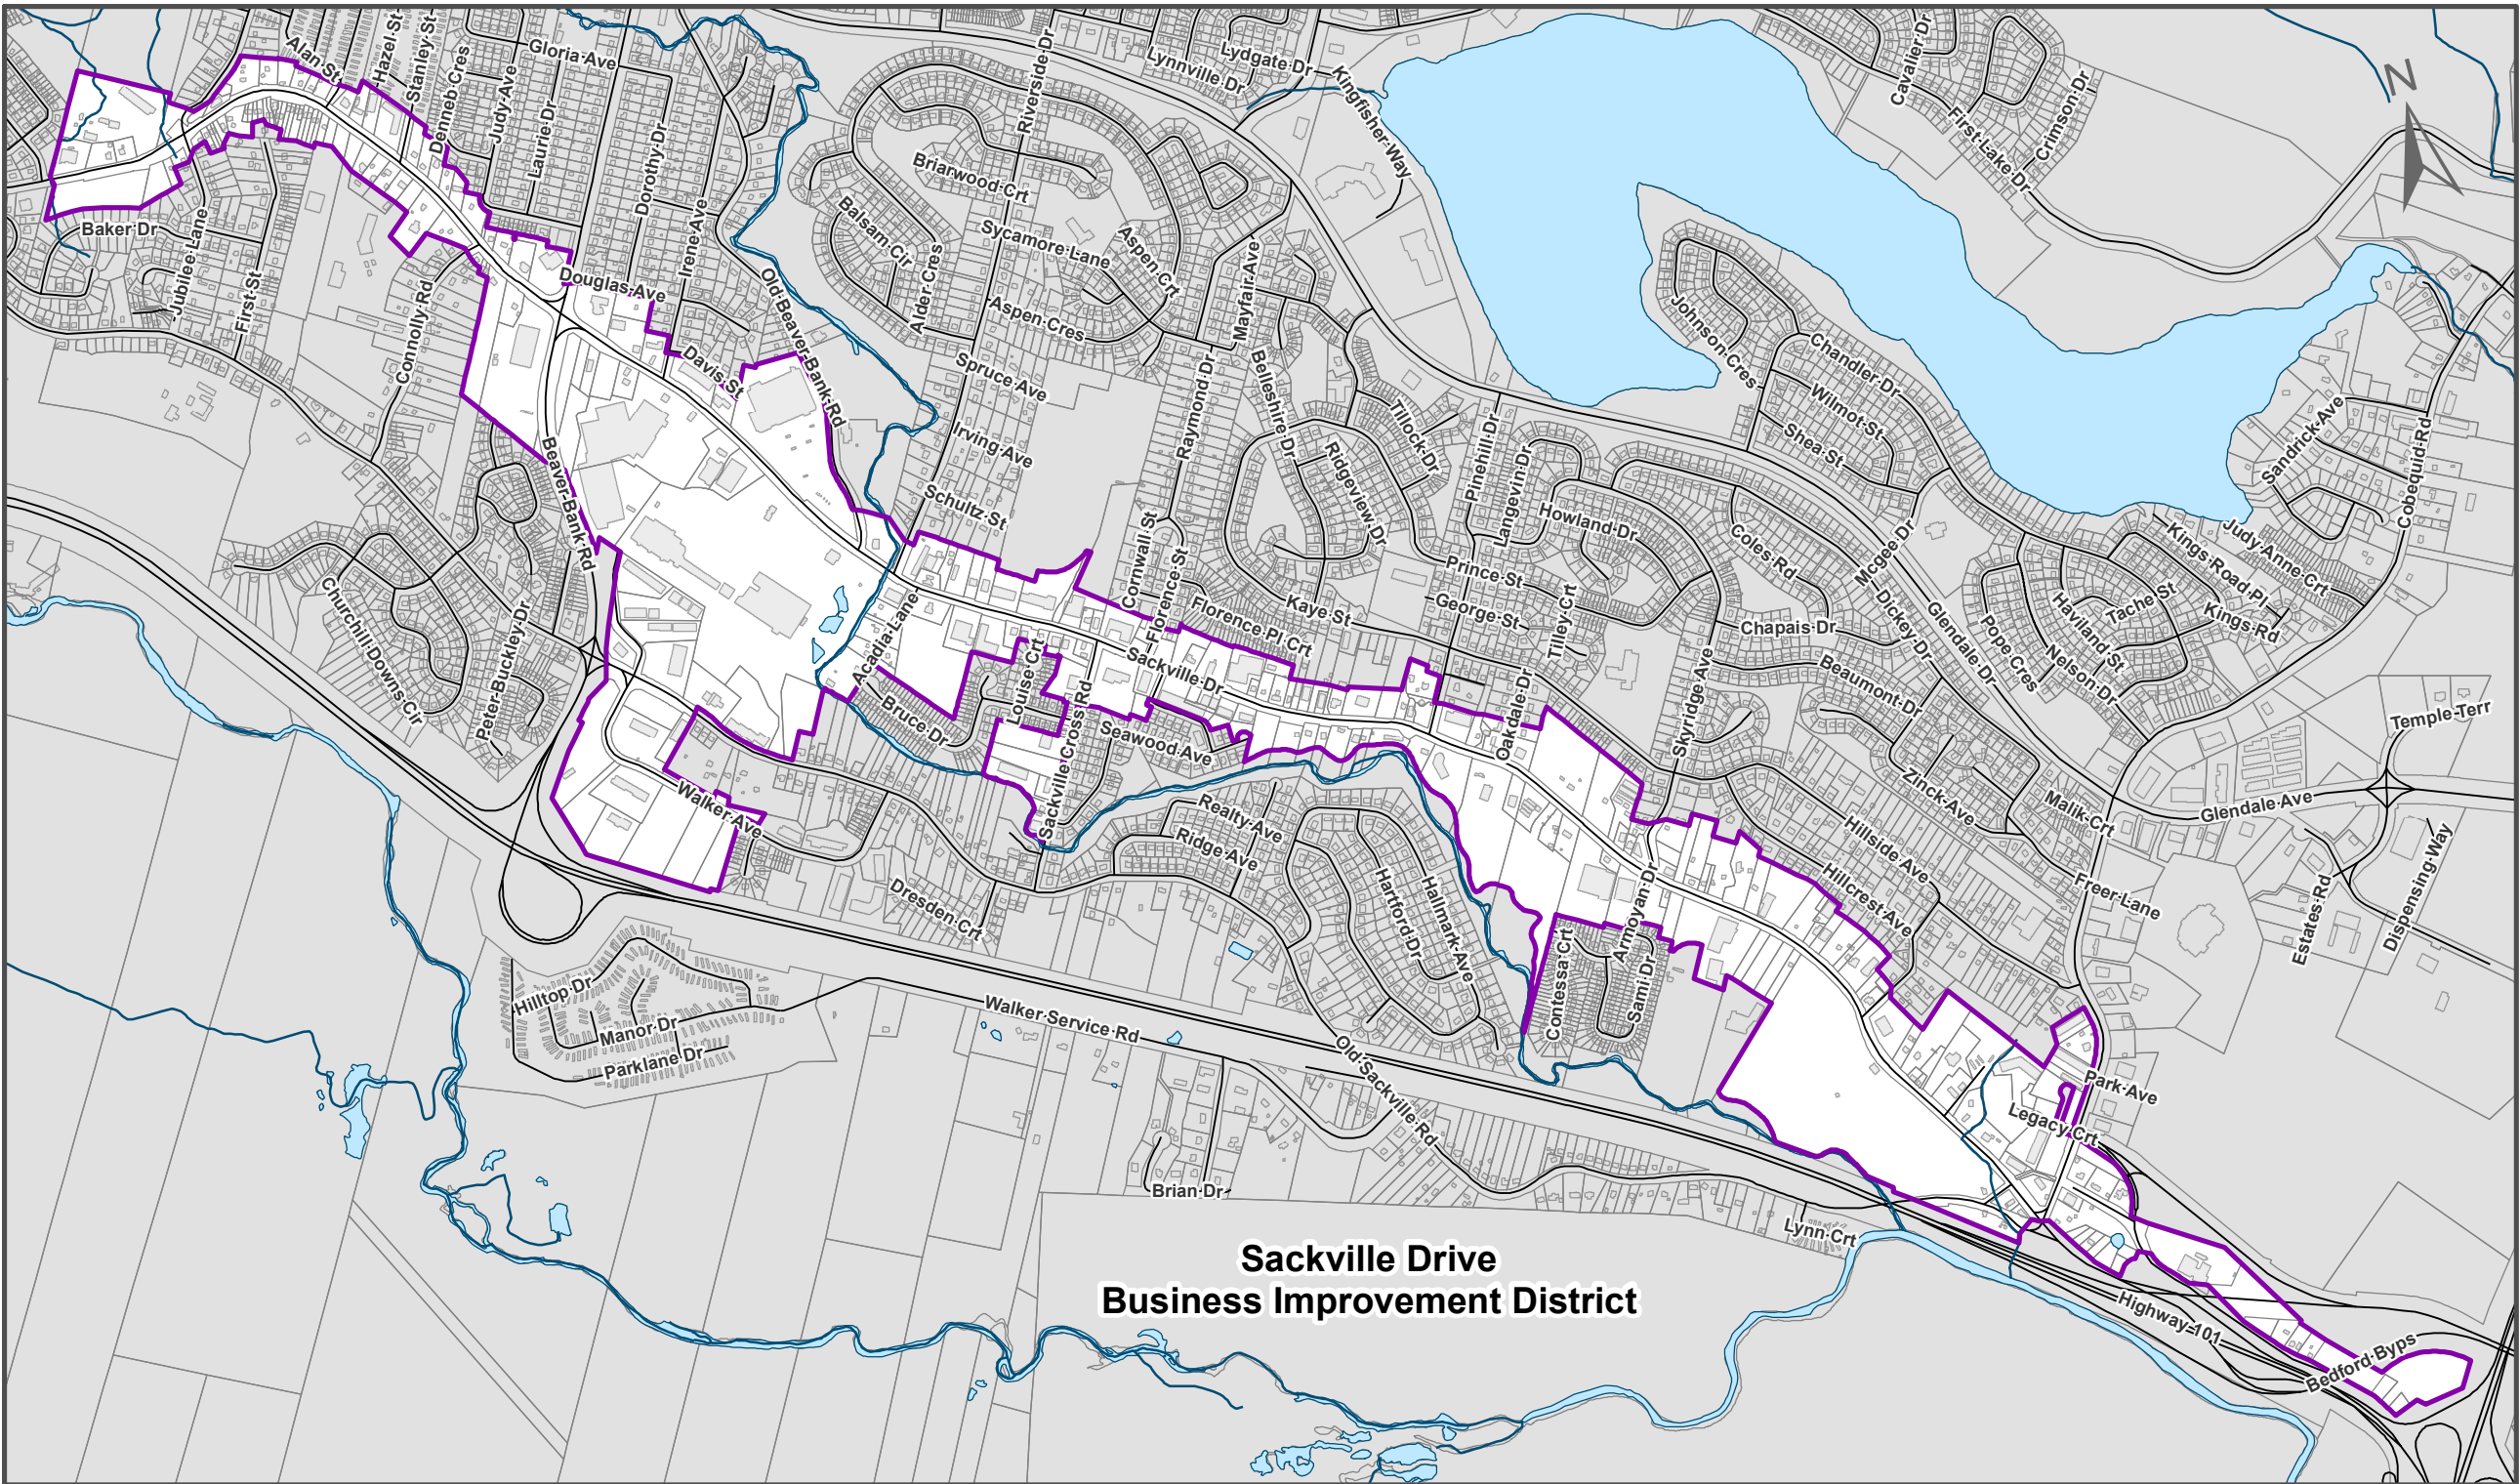 Alan St
Hazel St
Stanley St
Denneb Cres
Judy Ave
Gloria Ave
Laurie Dr
Dorothy Dr
Irene Ave
Riverside Dr
Lynnville Dr
Lydgate Dr
Kingfisher Way
Cavalier Dr
Crimson Dr
First Lake Dr
N
Baker Dr
Jubilee Lane
First St
Connolly Rd
Douglas Ave
Davis St
Old Beaver Bank Rd
Briarwood Crt
Balsam Cir
Alder Cres
Sycamore Lane
Aspen Crt
Aspen Cres
Mayfair Ave
Spruce Ave
Raymond Dr
Belleshire Dr
Irving Ave
Schultz St
Tillock Dr
Ridgeview Dr
Pinehill Dr
Langevin Dr
Howland Dr
Johnson Cres
Chandler Dr
Wilmot St
Shea St
Coles Rd
Mcgee Dr
Sandrick Ave
Cobequid Rd
Judy Anne Crt
Kings Road Pl
Kings Rd
Tache St
Haviland St
Nelson Dr
Pope Cres
Glendale Dr
Dickey Dr
Chapais Dr
Beaumont Dr
Beaver Bank Rd
Beaver Bank Rd
Churchill Downs Cir
Peter Buckley Dr
Acadia Lane
Bruce Dr
Louise Crt
Sackville Cross Rd
Cornwall St
Florence St
Florence Pl Crt
Kaye St
Prince St
George St
Tilley Crt
Oakdale Dr
Skyridge Ave
Sackville Dr
Seawood Ave
Walker Ave
Dresden Crt
Realty Ave
Ridge Ave
Hartford Dr
Hallmark Ave
Armoyan Dr
Contessa Crt
Sami Dr
Zinck Ave
Malik Crt
Hillside Ave
Hillcrest Ave
Freer Lane
Glendale Ave
Temple Terr
Estates Rd
Dispensing Way
Hilltop Dr
Manor Dr
Parklane Dr
Walker Service Rd
Old Sackville Rd
Brian Dr
Lynn Crt
Park Ave
Legacy Crt
Highway 101
Bedford Byps
Sackville Drive
Business Improvement District